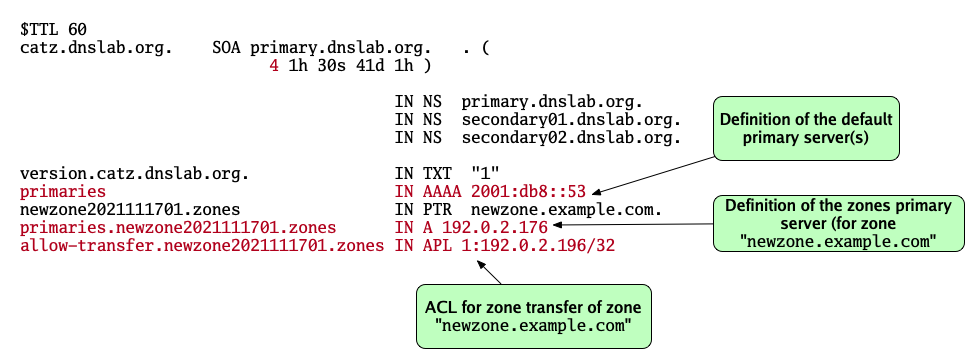 $TTL 60
catz.dnslab.org.    SOA primary.dnslab.org.   . (
4 1h 30s 41d 1h )
IN NS  primary.dnslab.org.
IN NS  secondary01.dnslab.org.
IN NS  secondary02.dnslab.org.
Definition of the default
primary server(s)
version.catz.dnslab.org.    IN TXT  "1"
primaries    IN AAAA 2001:db8::53
newzone2021111701.zones    IN PTR  newzone.example.com.
primaries.newzone2021111701.zones    IN A 192.0.2.176
allow-transfer.newzone2021111701.zones IN APL 1:192.0.2.196/32
Definition of the zones primary
server (for zone
"newzone.example.com"
ACL for zone transfer of zone
"newzone.example.com"